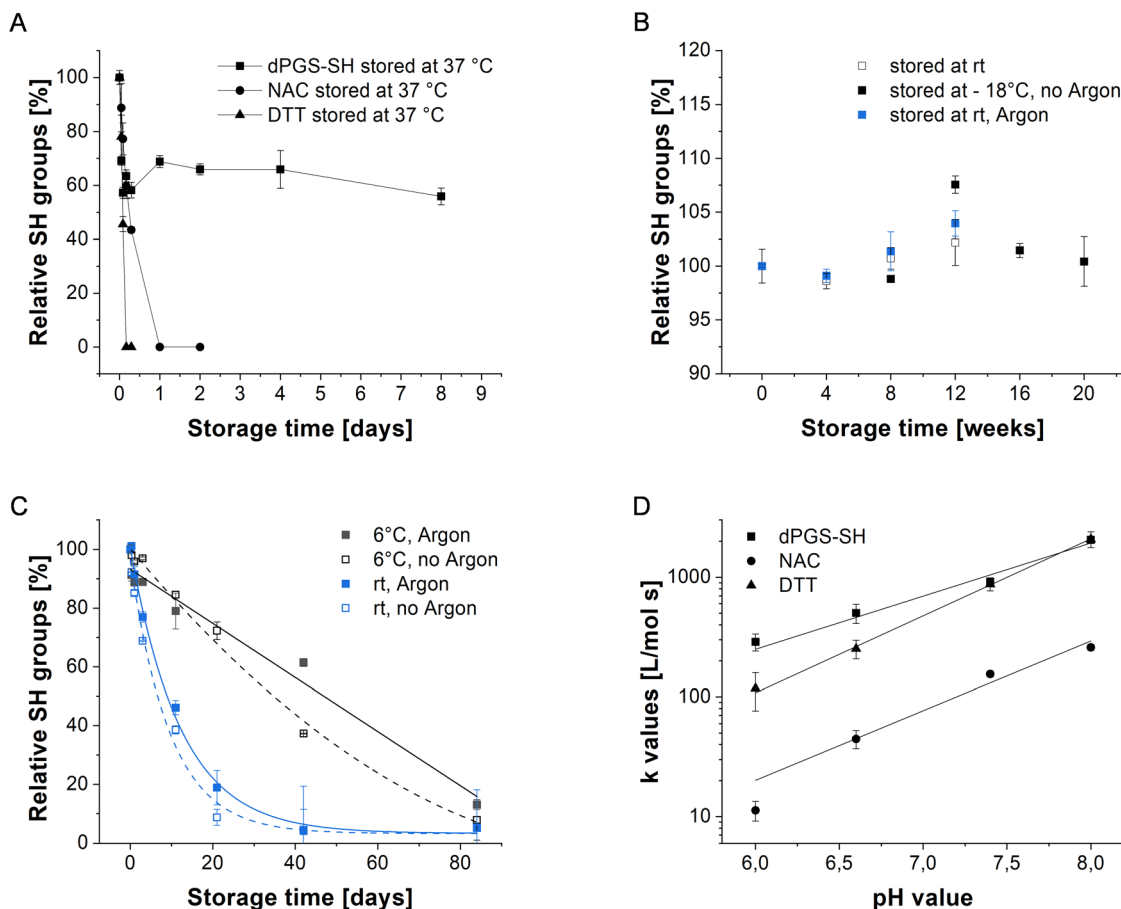 A
Relative SH groups [%]
100
80
60
40
20
0
dPGS-SH stored at 37 °C
NAC stored at 37 °C
DTT stored at 37 °C
0 1 2 3 4 5 6 7 8 9
Storage time [days]
B
Relative SH groups [%]
120
115
110
105
100
95
90
stored at rt
stored at - 18°C, no Argon
stored at rt, Argon
0 4 8 12 16 20
Storage time [weeks]
C
Relative SH groups [%]
100
80
60
40
20
0
6°C, Argon
6°C, no Argon
rt, Argon
rt, no Argon
0 20 40 60 80
Storage time [days]
D
k values [L/mol s]
1000
100
10
dPGS-SH
NAC
DTT
6,0 6,5 7,0 7,5 8,0
pH value